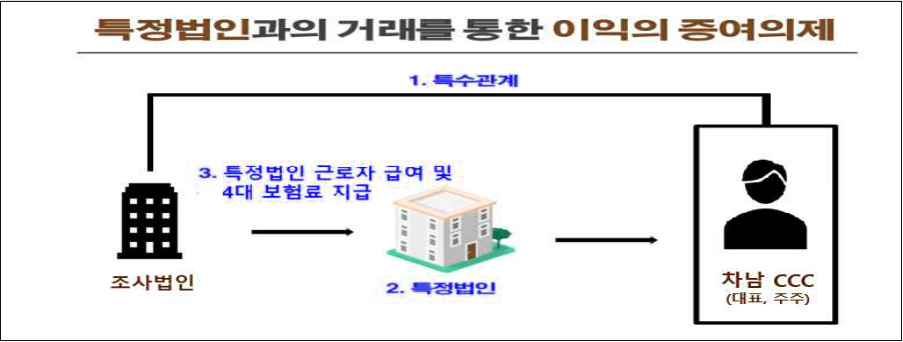 특정법인과의 거래를 통한 이익의 증여의제
1. 특수관계
3. 특정법인 근로자 급여 및
4대 보험료 지급
조사법인
2. 특정법인
차남 CCC
(대표, 주주)